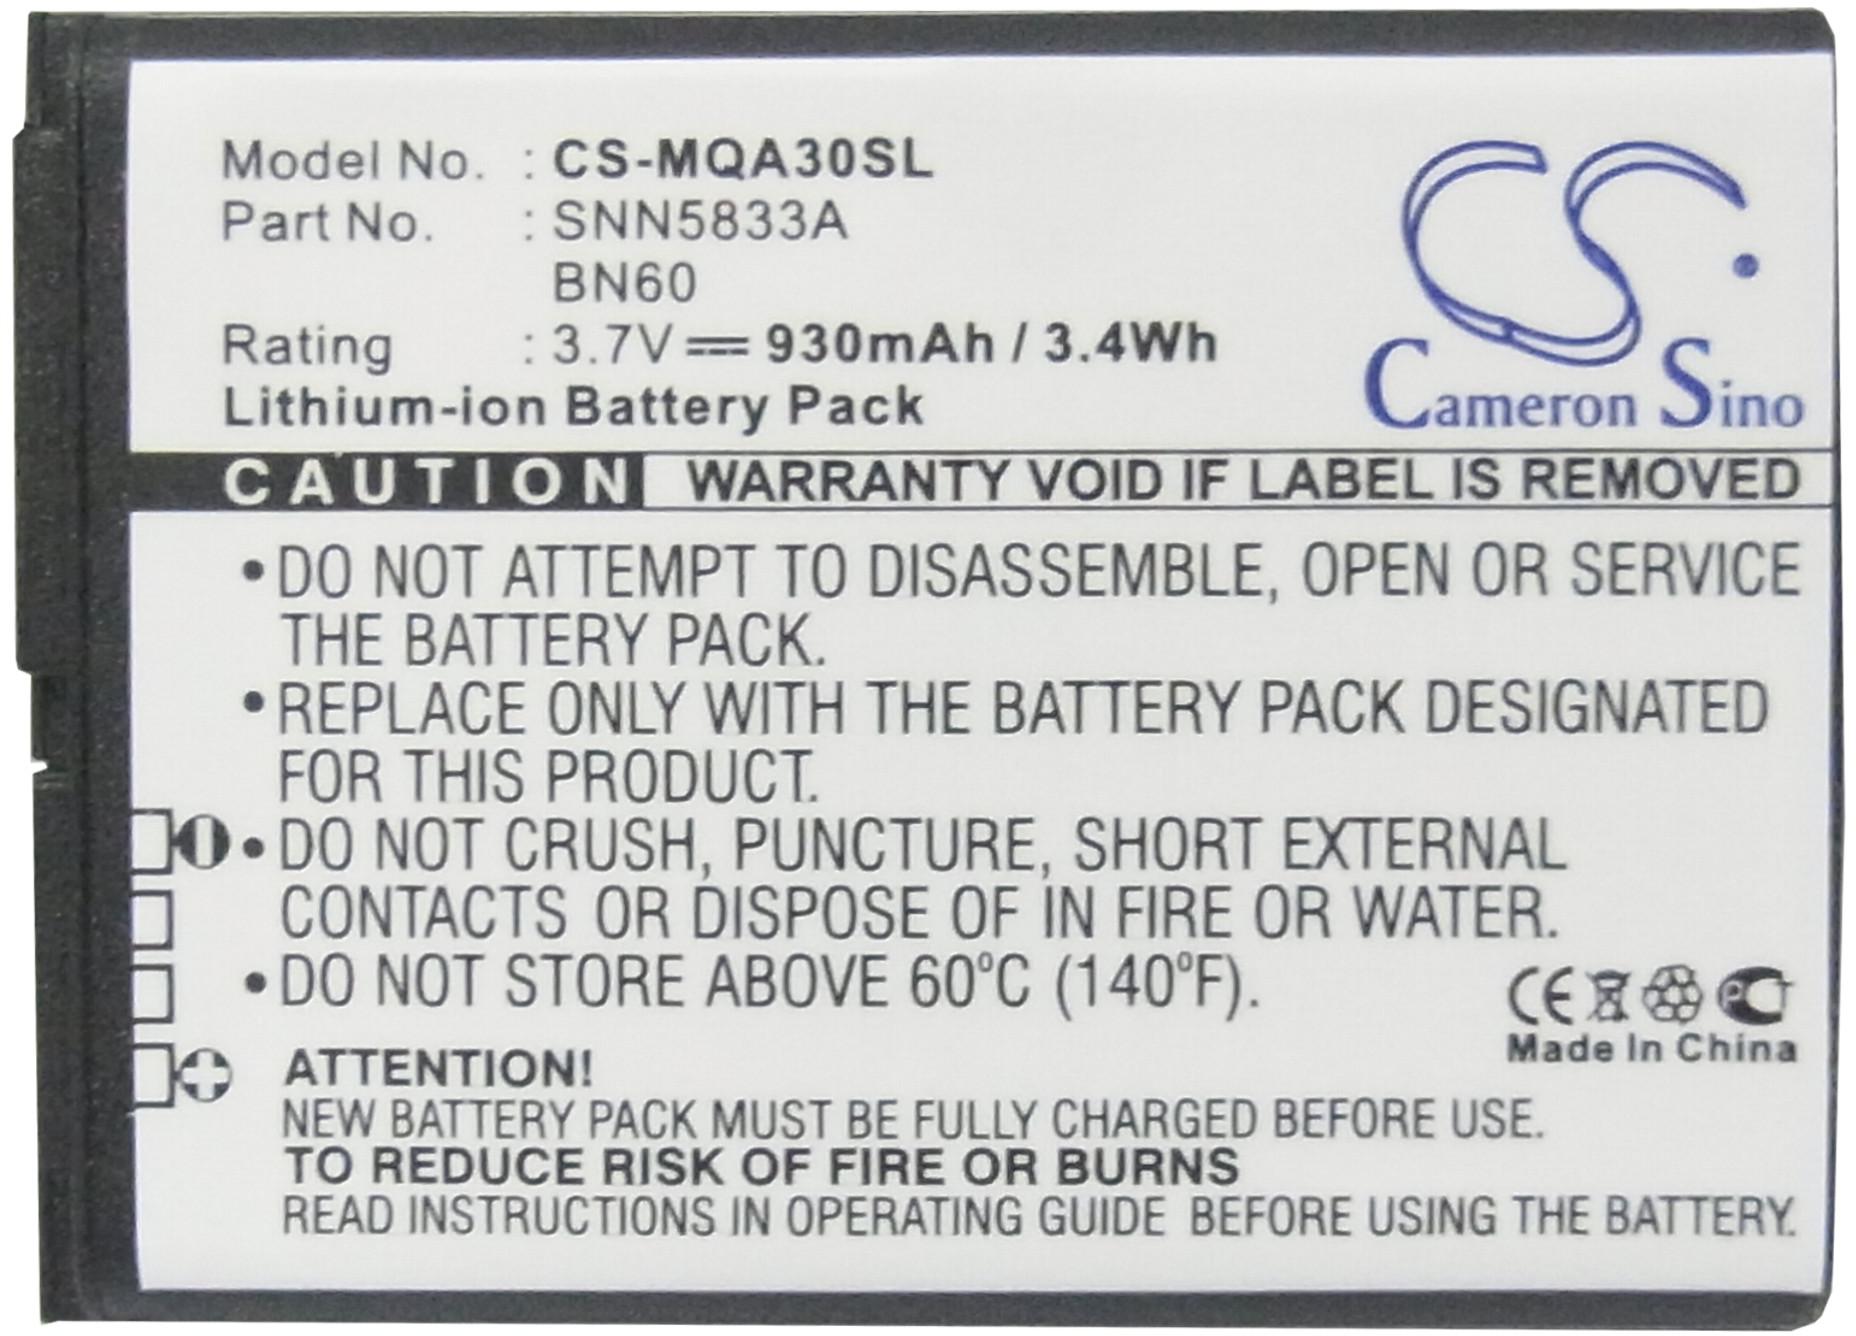 Model No. : CS-MQA30SL
Part No. : SNN5833A
BN60
Rating : 3.7V 930mAh / 3.4Wh
Lithium-ion Battery Pack
CS
Cameron Sino
CAUTION WARRANTY VOID IF LABEL IS REMOVED
•DO NOT ATTEMPT TO DISASSEMBLE, OPEN OR SERVICE
THE BATTERY PACK.
•REPLACE ONLY WITH THE BATTERY PACK DESIGNATED
FOR THIS PRODUCT.
•DO NOT CRUSH, PUNCTURE, SHORT EXTERNAL
CONTACTS OR DISPOSE OF IN FIRE OR WATER.
•DO NOT STORE ABOVE 60°C (140°F).
CE
Made In China
ATTENTION!
NEW BATTERY PACK MUST BE FULLY CHARGED BEFORE USE.
TO REDUCE RISK OF FIRE OR BURNS
READ INSTRUCTIONS IN OPERATING GUIDE BEFORE USING THE BATTERY.